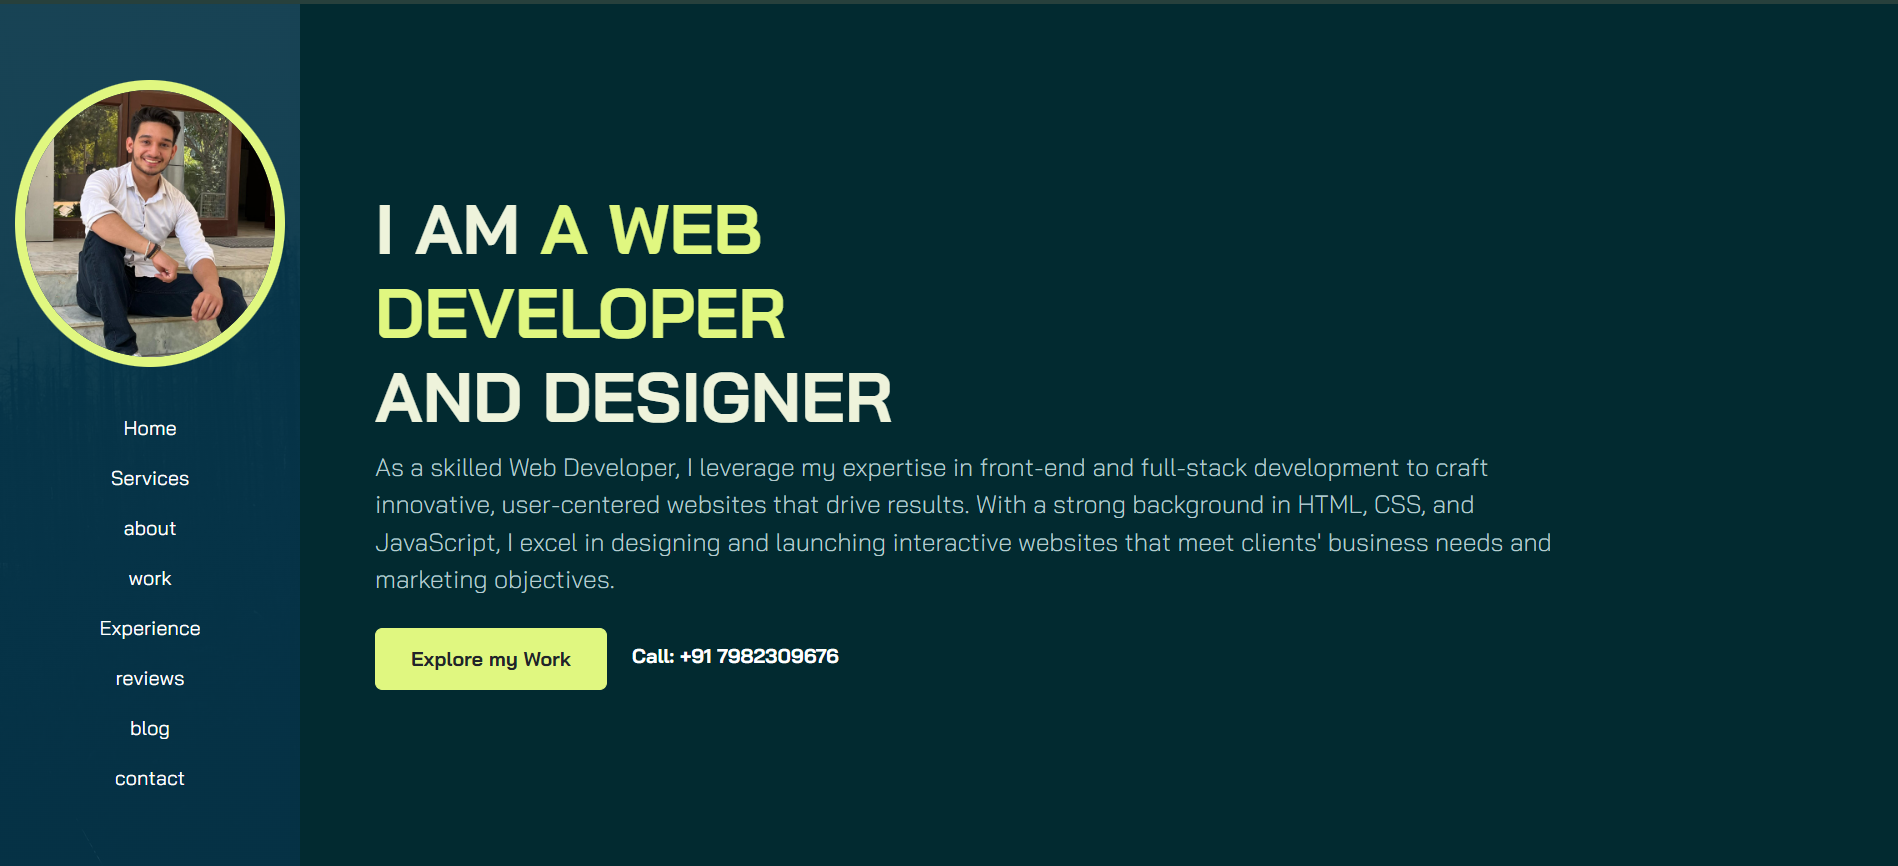 Home
Services
about
work
Experience
reviews
blog
contact
I AM A WEB
DEVELOPER
AND DESIGNER
As a skilled Web Developer, I leverage my expertise in front-end and full-stack development to craft
innovative, user-centered websites that drive results. With a strong background in HTML, CSS, and
JavaScript, I excel in designing and launching interactive websites that meet clients' business needs and
marketing objectives.
Explore my Work
Call: +91 7982309676